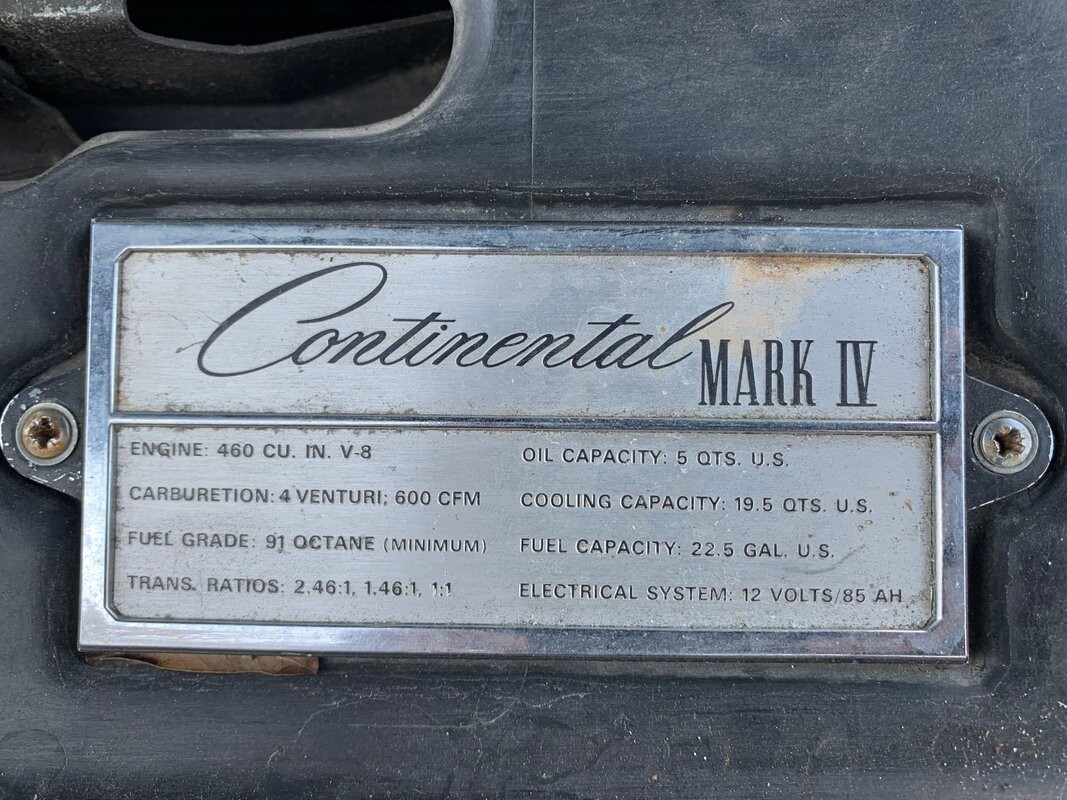 Continental MARK IV
ENGINE: 460 CU. IN. V-8
CARBURETION: 4 VENTURI; 600 CFM
FUEL GRADE: 91 OCTANE (MINIMUM)
TRANS. RATIOS: 2.46:1, 1.46:1, 1:1
OIL CAPACITY: 5 QTS. U.S.
COOLING CAPACITY: 19.5 QTS. U.S.
FUEL CAPACITY: 22.5 GAL. U.S.
ELECTRICAL SYSTEM: 12 VOLTS/85 AH